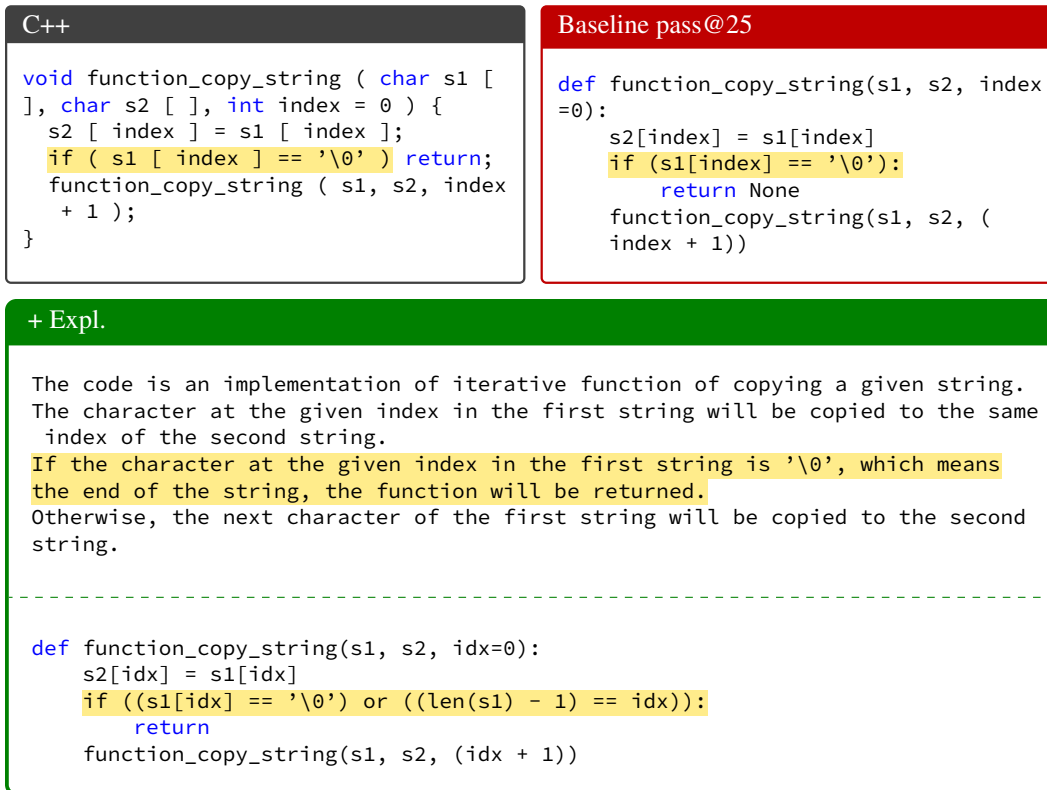 C++
void function_copy_string ( char s1 [
], char s2 [ ], int index = 0 ) {
  s2 [ index ] = s1 [ index ];
  if ( s1 [ index ] == '\0' ) return;
  function_copy_string ( s1, s2, index
   + 1 );
}
Baseline pass@25
def function_copy_string(s1, s2, index
=0):
    s2[index] = s1[index]
    if (s1[index] == '\0'):
        return None
    function_copy_string(s1, s2, (
    index + 1))
+ Expl.
The code is an implementation of iterative function of copying a given string.
The character at the given index in the first string will be copied to the same
 index of the second string.
If the character at the given index in the first string is '\0', which means
the end of the string, the function will be returned.
Otherwise, the next character of the first string will be copied to the second
string.
def function_copy_string(s1, s2, idx=0):
    s2[idx] = s1[idx]
    if ((s1[idx] == '\0') or ((len(s1) - 1) == idx)):
        return
    function_copy_string(s1, s2, (idx + 1))